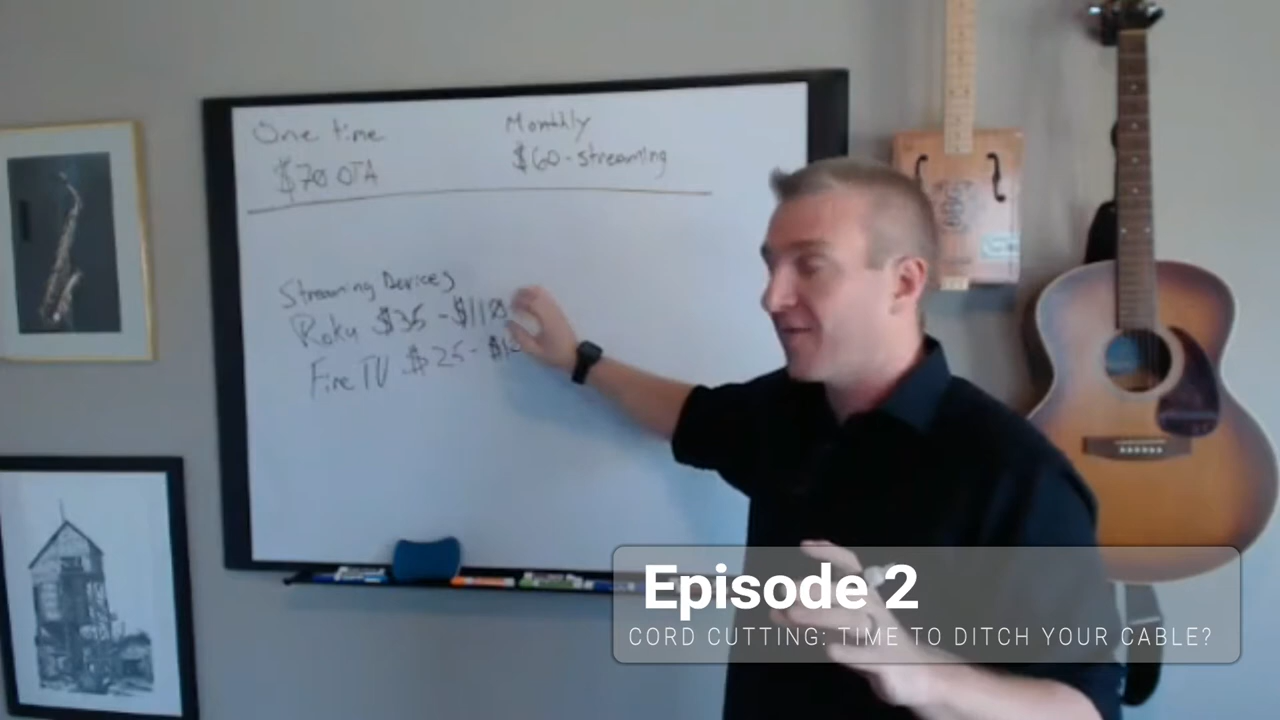 One time
Monthly
$70 OTA
$60-streaming
Streaming Devices
Roku $35 -
Fire TV $25 -
Episode 2
CORD CUTTING: TIME TO DITCH YOUR CABLE?